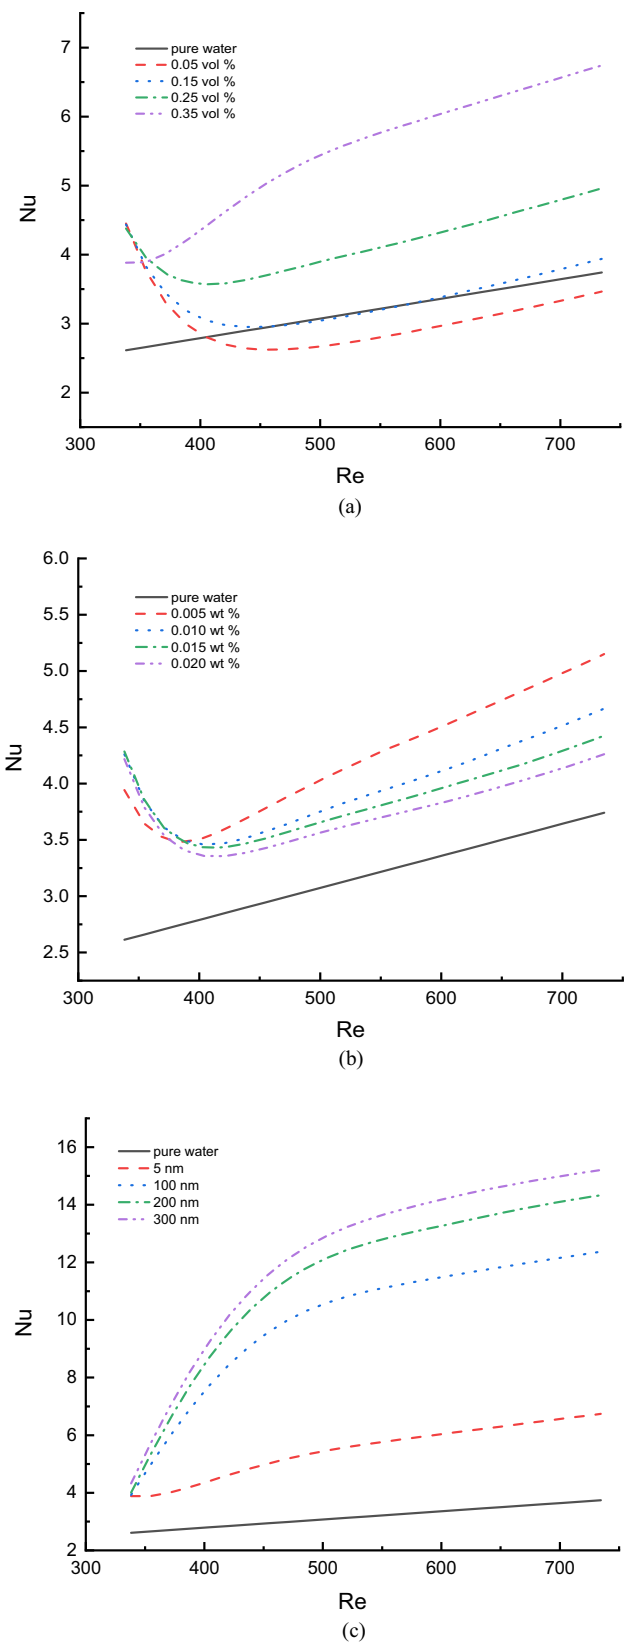 7
6
5
4
3
2
Nu
pure water
0.05 vol %
0.15 vol %
0.25 vol %
0.35 vol %
300 400 500 600 700
Re
(a)
6.0
5.5
5.0
4.5
4.0
3.5
3.0
2.5
Nu
pure water
0.005 wt %
0.010 wt %
0.015 wt %
0.020 wt %
300 400 500 600 700
Re
(b)
16
14
12
10
8
6
4
2
Nu
pure water
5 nm
100 nm
200 nm
300 nm
300 400 500 600 700
Re
(c)